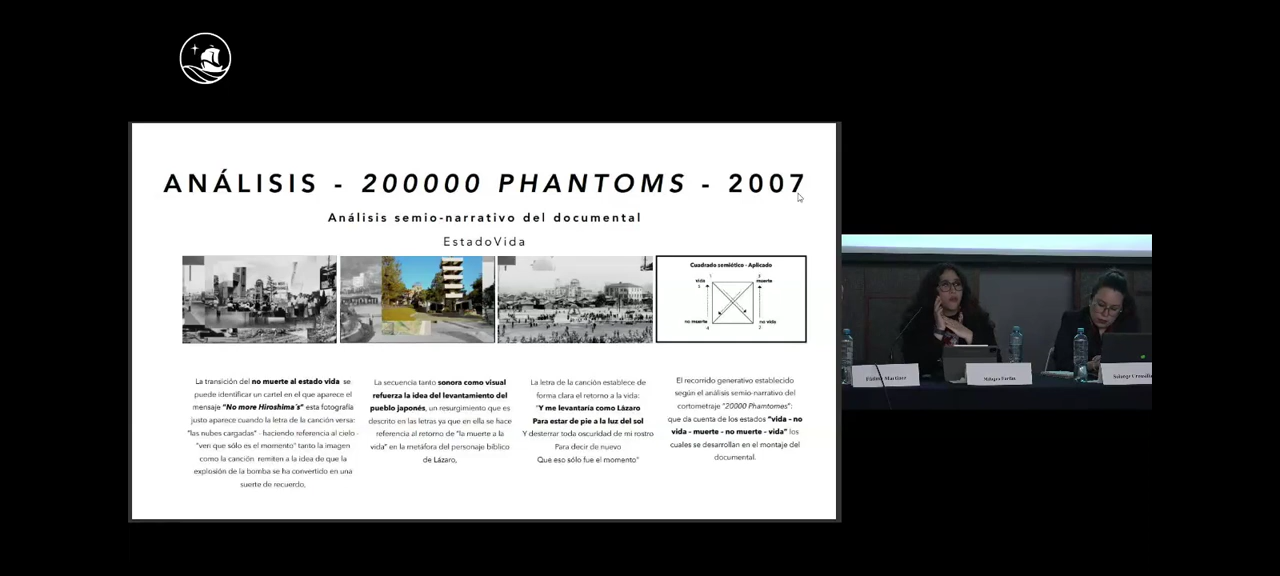 ANÁLISIS - 200000 PHANTOMS - 2007
Análisis semio-narrativo del documental
EstadoVida
Cuadrado semiótico - Aplicado
1
3
vida
muerte
no muerte
no vida
4
2
La transición del no muerte al estado vida se
puede identificar un cartel en el que aparece el
mensaje "No more Hiroshima´s" esta fotografía
justo aparece cuando la letra de la canción versa:
"las nubes cargadas" - haciendo referencia al cielo -
"ven que sólo es el momento" tanto la imagen
como la canción remiten a la idea de que la
explosión de la bomba se ha convertido en una
suerte de recuerdo,
La secuencia tanto sonora como visual
refuerza la idea del levantamiento del
pueblo japonés, un resurgimiento que es
descrito en las letras ya que en ella se hace
referencia al retorno de "la muerte a la
vida" en la metáfora del personaje bíblico
de Lázaro,
La letra de la canción establece de
forma clara el retorno a la vida:
"Y me levantaría como Lázaro
Para estar de pie a la luz del sol
Y desterrar toda oscuridad de mi rostro
Para decir de nuevo
Que eso sólo fue el momento"
El recorrido generativo establecido
según el análisis semio-narrativo del
cortometraje "20000 Phantomes":
que da cuenta de los estados "vida – no
vida – muerte – no muerte – vida" los
cuales se desarrollan en el montaje del
documental.
Martínez